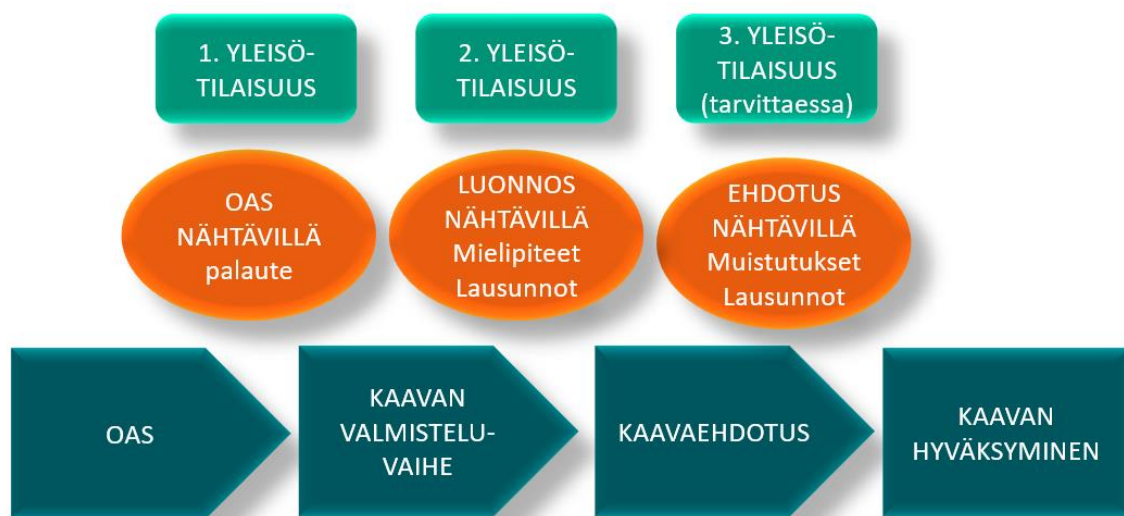 1. YLEISÖ-
TILAISUUS
2. YLEISÖ-
TILAISUUS
3. YLEISÖ-
TILAISUUS
(tarvittaessa)
OAS
NÄHTÄVILLÄ
palaute
LUONNOS
NÄHTÄVILLÄ
Mielipiteet
Lausunnot
EHDOTUS
NÄHTÄVILLÄ
Muistutukset
Lausunnot
OAS
KAAVAN
VALMISTELU-
VAIHE
KAAVAEHDOTUS
KAAVAN
HYVÄKSYMINEN